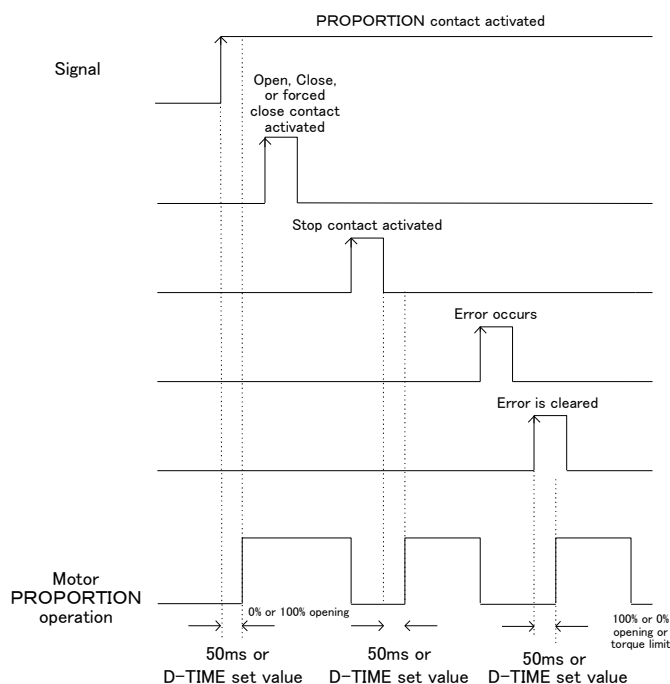 PROPORTION contact activated
Signal
Open, Close,
or forced
close contact
activated
Stop contact activated
Error occurs
Error is cleared
Motor
PROPORTION
operation
0% or 100% opening
100% or 0%
opening or
torque limit
50ms or
D-TIME set value
50ms or
D-TIME set value
50ms or
D-TIME set value